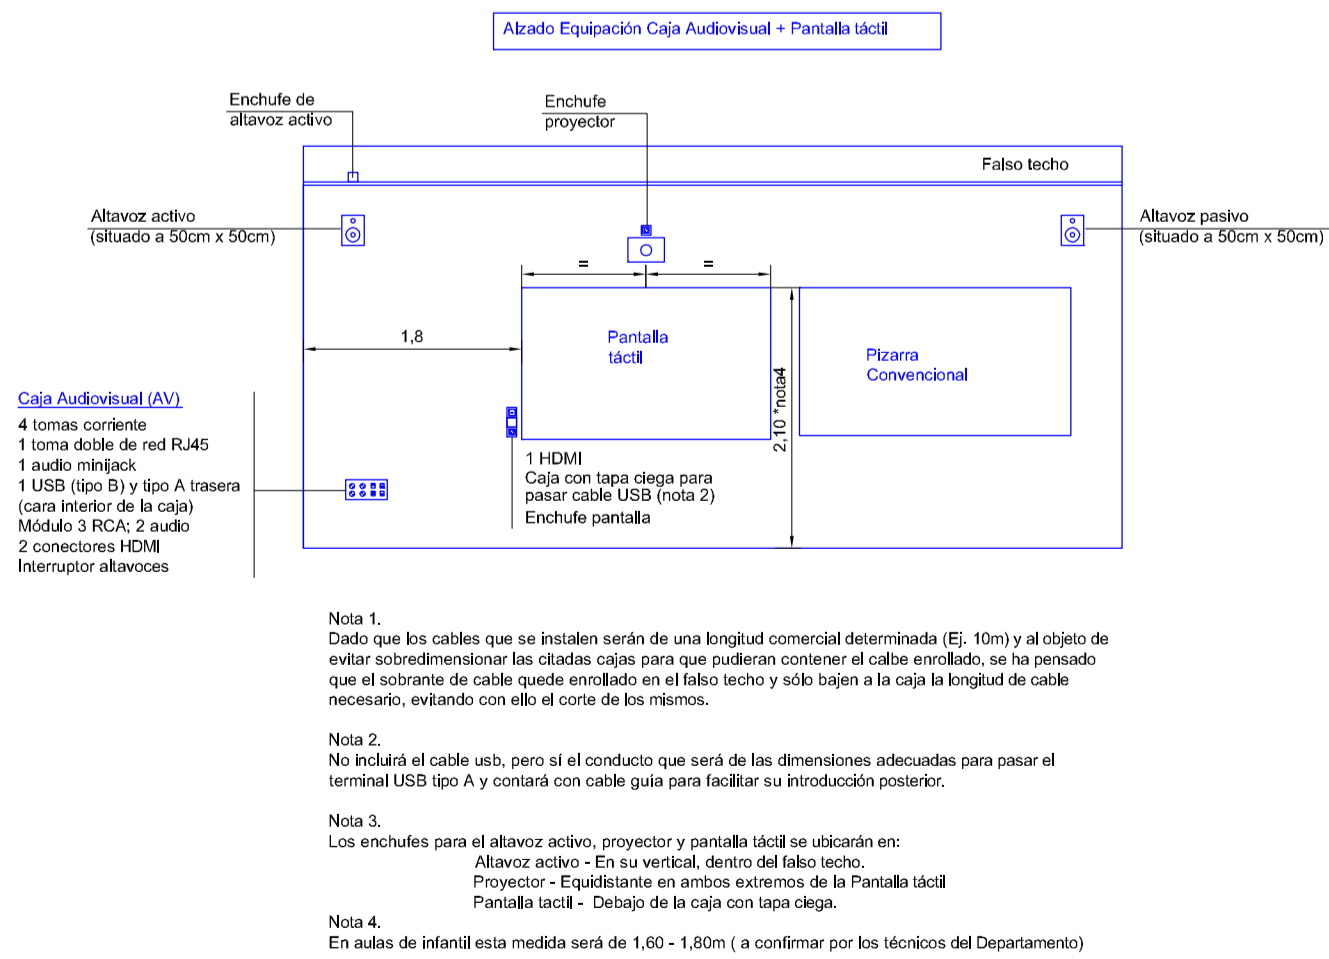 Alzado Equipación Caja Audiovisual + Pantalla táctil
Enchufe de
altavoz activo
Enchufe
proyector
Falso techo
Altavoz activo
(situado a 50cm x 50cm)
Altavoz pasivo
(situado a 50cm x 50cm)
=
=
1,8
Pantalla
táctil
2,10 *nota4
Pizarra
Convencional
Caja Audiovisual (AV)
4 tomas corriente
1 toma doble de red RJ45
1 audio minijack
1 USB (tipo B) y tipo A trasera
(cara interior de la caja)
Módulo 3 RCA; 2 audio
2 conectores HDMI
Interruptor altavoces
1 HDMI
Caja con tapa ciega para
pasar cable USB (nota 2)
Enchufe pantalla
Nota 1.
Dado que los cables que se instalen serán de una longitud comercial determinada (Ej. 10m) y al objeto de
evitar sobredimensionar las citadas cajas para que pudieran contener el calbe enrollado, se ha pensado
que el sobrante de cable quede enrollado en el falso techo y sólo bajen a la caja la longitud de cable
necesario, evitando con ello el corte de los mismos.
Nota 2.
No incluirá el cable usb, pero sí el conducto que será de las dimensiones adecuadas para pasar el
terminal USB tipo A y contará con cable guía para facilitar su introducción posterior.
Nota 3.
Los enchufes para el altavoz activo, proyector y pantalla táctil se ubicarán en:
Altavoz activo - En su vertical, dentro del falso techo.
Proyector - Equidistante en ambos extremos de la Pantalla táctil
Pantalla tactil - Debajo de la caja con tapa ciega.
Nota 4.
En aulas de infantil esta medida será de 1,60 - 1,80m ( a confirmar por los técnicos del Departamento)